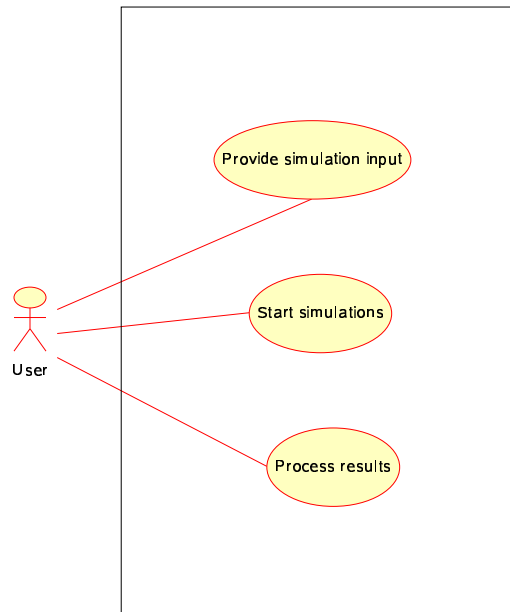 Provide simulation input
Start simulations
User
Process results